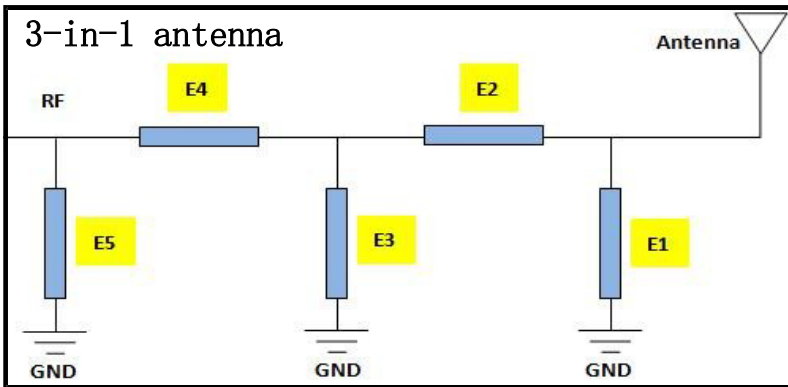 3-in-1 antenna
Antenna
RF
E4
E2
E5
E3
E1
GND
GND
GND